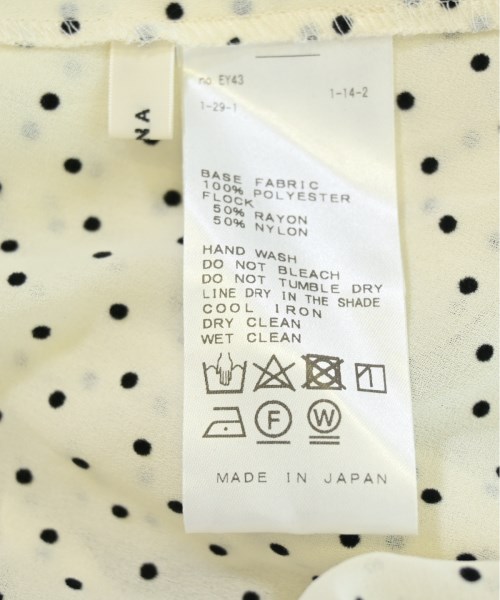 NA
no EY43
1-14-2
1-29-1
BASE FABRIC
100% POLYESTER
FLOCK
50% RAYON
50% NYLON
HAND WASH
DO NOT BLEACH
DO NOT TUMBLE DRY
LINE DRY IN THE SHADE
COOL IRON
DRY CLEAN
WET CLEAN
F W
MADE IN JAPAN